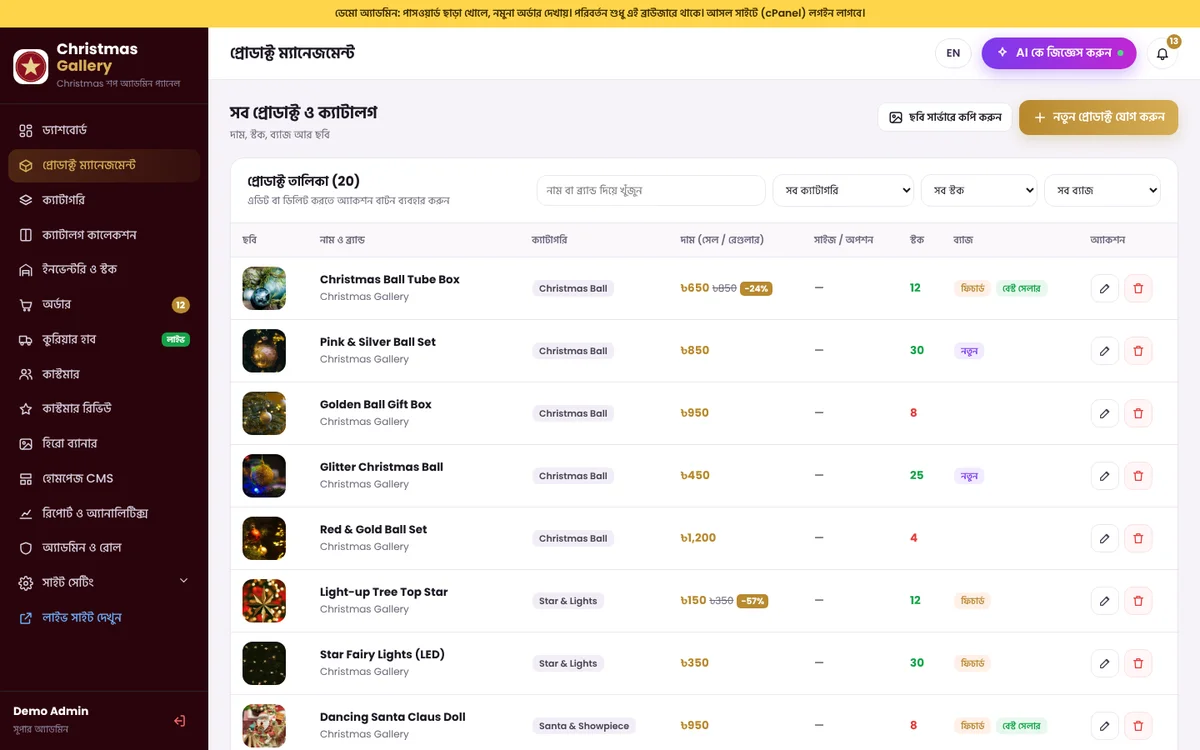 ডেমো অ্যাডমিন: পাসওয়ার্ড ছাড়া খোলে, নমুনা অর্ডার দেখায়। পরিবর্তন শুধু এই ব্রাউজারে থাকে। আসল সাইটে (cPanel) লগইন লাগবে।
Christmas
Gallery
Christmas শপ অ্যাডমিন প্যানেল
ড্যাশবোর্ড
প্রোডাক্ট ম্যানেজমেন্ট
ক্যাটাগরি
ক্যাটালগ কালেকশন
ইনভেন্টরি ও স্টক
অর্ডার 12
কুরিয়ার হাব লাইভ
কাস্টমার
কাস্টমার রিভিউ
হিরো ব্যানার
হোমপেজ CMS
রিপোর্ট ও অ্যানালিটিক্স
অ্যাডমিন ও রোল
সাইট সেটিং
লাইভ সাইট দেখুন
Demo Admin
সুপার অ্যাডমিন
প্রোডাক্ট ম্যানেজমেন্ট
EN
AI কে জিজ্ঞেস করুন
13
সব প্রোডাক্ট ও ক্যাটালগ
দাম, স্টক, ব্যাজ আর ছবি
ছবি সার্ভারে কপি করুন
+ নতুন প্রোডাক্ট যোগ করুন
প্রোডাক্ট তালিকা (20)
এডিট বা ডিলিট করতে অ্যাকশন বাটন ব্যবহার করুন
নাম বা ব্র্যান্ড দিয়ে খুঁজুন
সব ক্যাটাগরি
সব স্টক
সব ব্যাজ
ছবি নাম ও ব্র্যান্ড ক্যাটাগরি দাম (সেল / রেগুলার) সাইজ / অপশন স্টক ব্যাজ অ্যাকশন
Christmas Ball Tube Box
Christmas Gallery
Christmas Ball ৳650 ৳850 -24% — 12 ফিচার্ড বেস্ট সেলার
Pink & Silver Ball Set
Christmas Gallery
Christmas Ball ৳850 — 30 নতুন
Golden Ball Gift Box
Christmas Gallery
Christmas Ball ৳950 — 8
Glitter Christmas Ball
Christmas Gallery
Christmas Ball ৳450 — 25 নতুন
Red & Gold Ball Set
Christmas Gallery
Christmas Ball ৳1,200 — 4
Light-up Tree Top Star
Christmas Gallery
Star & Lights ৳150 ৳350 -57% — 12 ফিচার্ড
Star Fairy Lights (LED)
Christmas Gallery
Star & Lights ৳350 — 30 ফিচার্ড
Dancing Santa Claus Doll
Christmas Gallery
Santa & Showpiece ৳950 — 8 ফিচার্ড বেস্ট সেলার